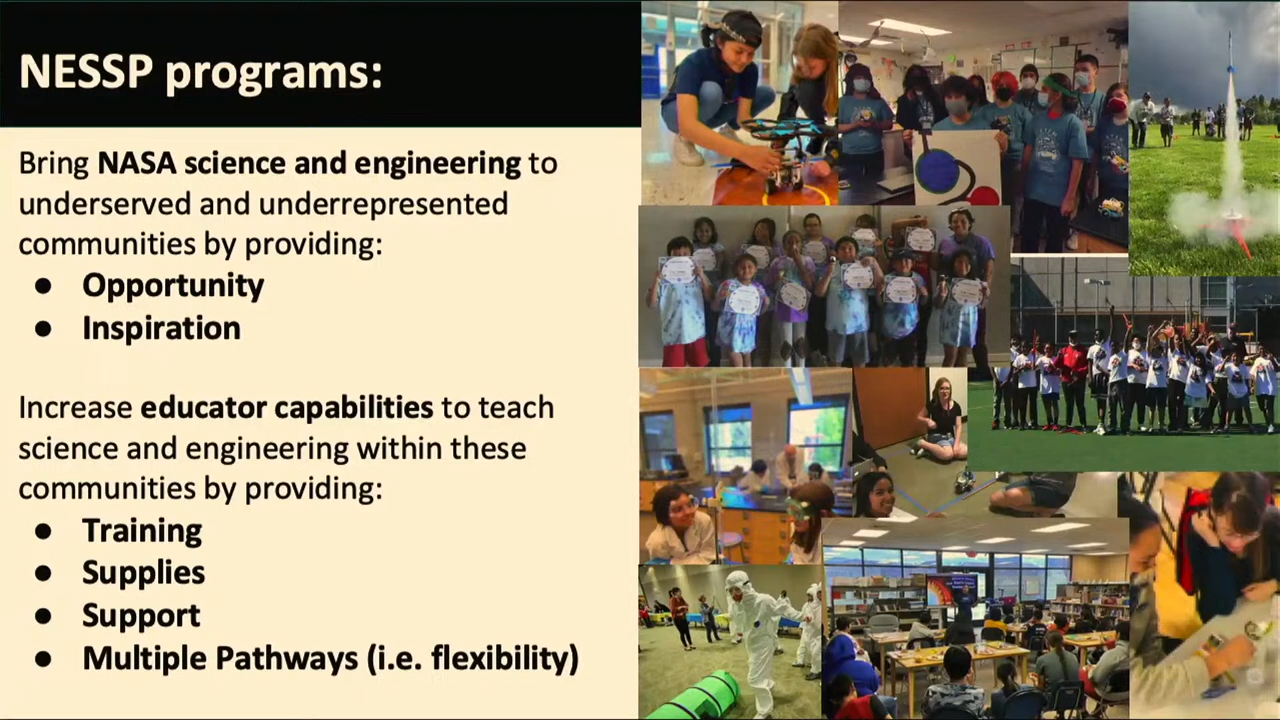 NESSP programs:
Bring NASA science and engineering to
underserved and underrepresented
communities by providing:
● Opportunity
● Inspiration
Increase educator capabilities to teach
science and engineering within these
communities by providing:
● Training
● Supplies
● Support
● Multiple Pathways (i.e. flexibility)